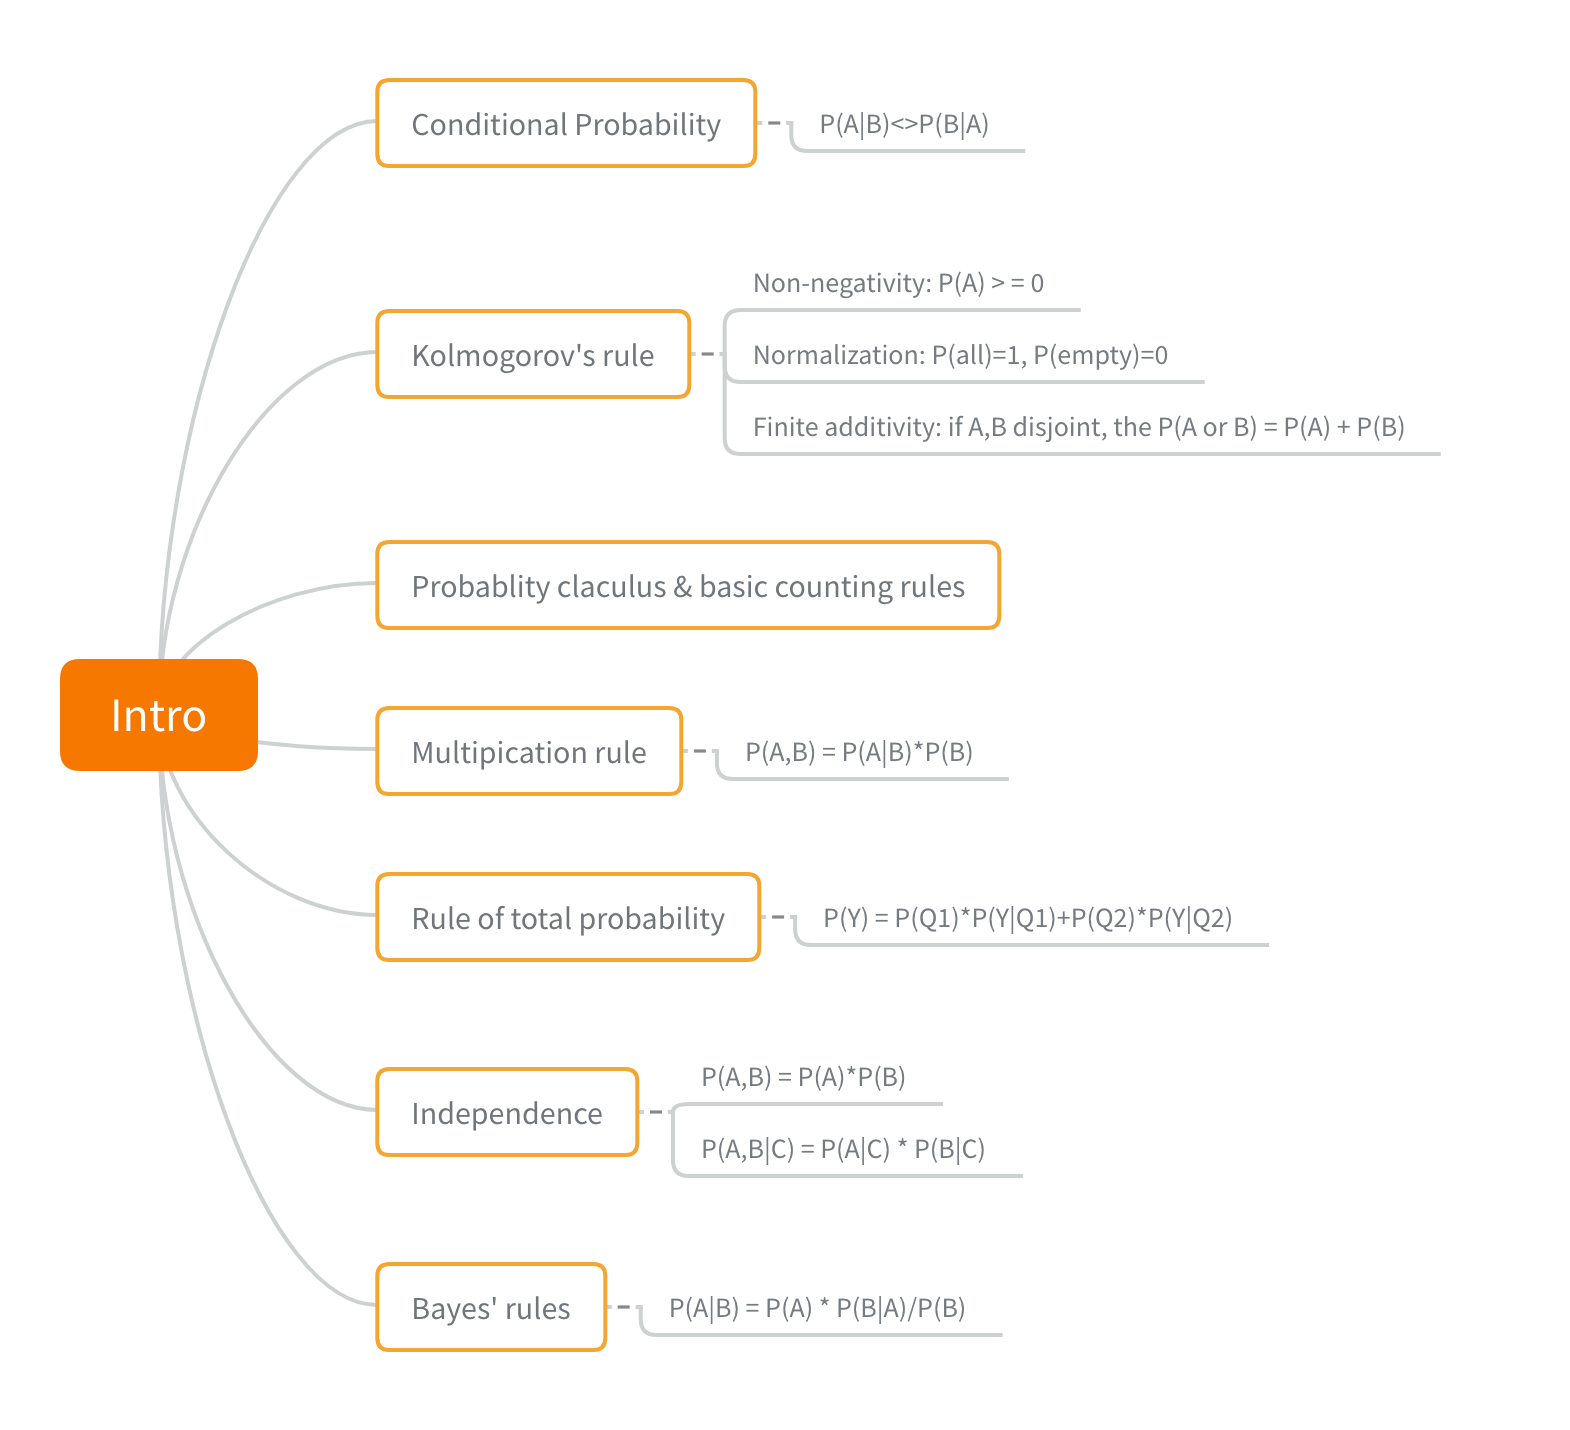 Conditional Probability
P(A|B)<>P(B|A)
Non-negativity: P(A) > = 0
Kolmogorov's rule
Normalization: P(all)=1, P(empty)=0
Finite additivity: if A,B disjoint, the P(A or B) = P(A) + P(B)
Probablity claculus & basic counting rules
Intro
Multipication rule
P(A,B) = P(A|B)*P(B)
Rule of total probability
P(Y) = P(Q1)*P(Y|Q1)+P(Q2)*P(Y|Q2)
Independence
P(A,B) = P(A)*P(B)
P(A,B|C) = P(A|C) * P(B|C)
Bayes' rules
P(A|B) = P(A) * P(B|A)/P(B)